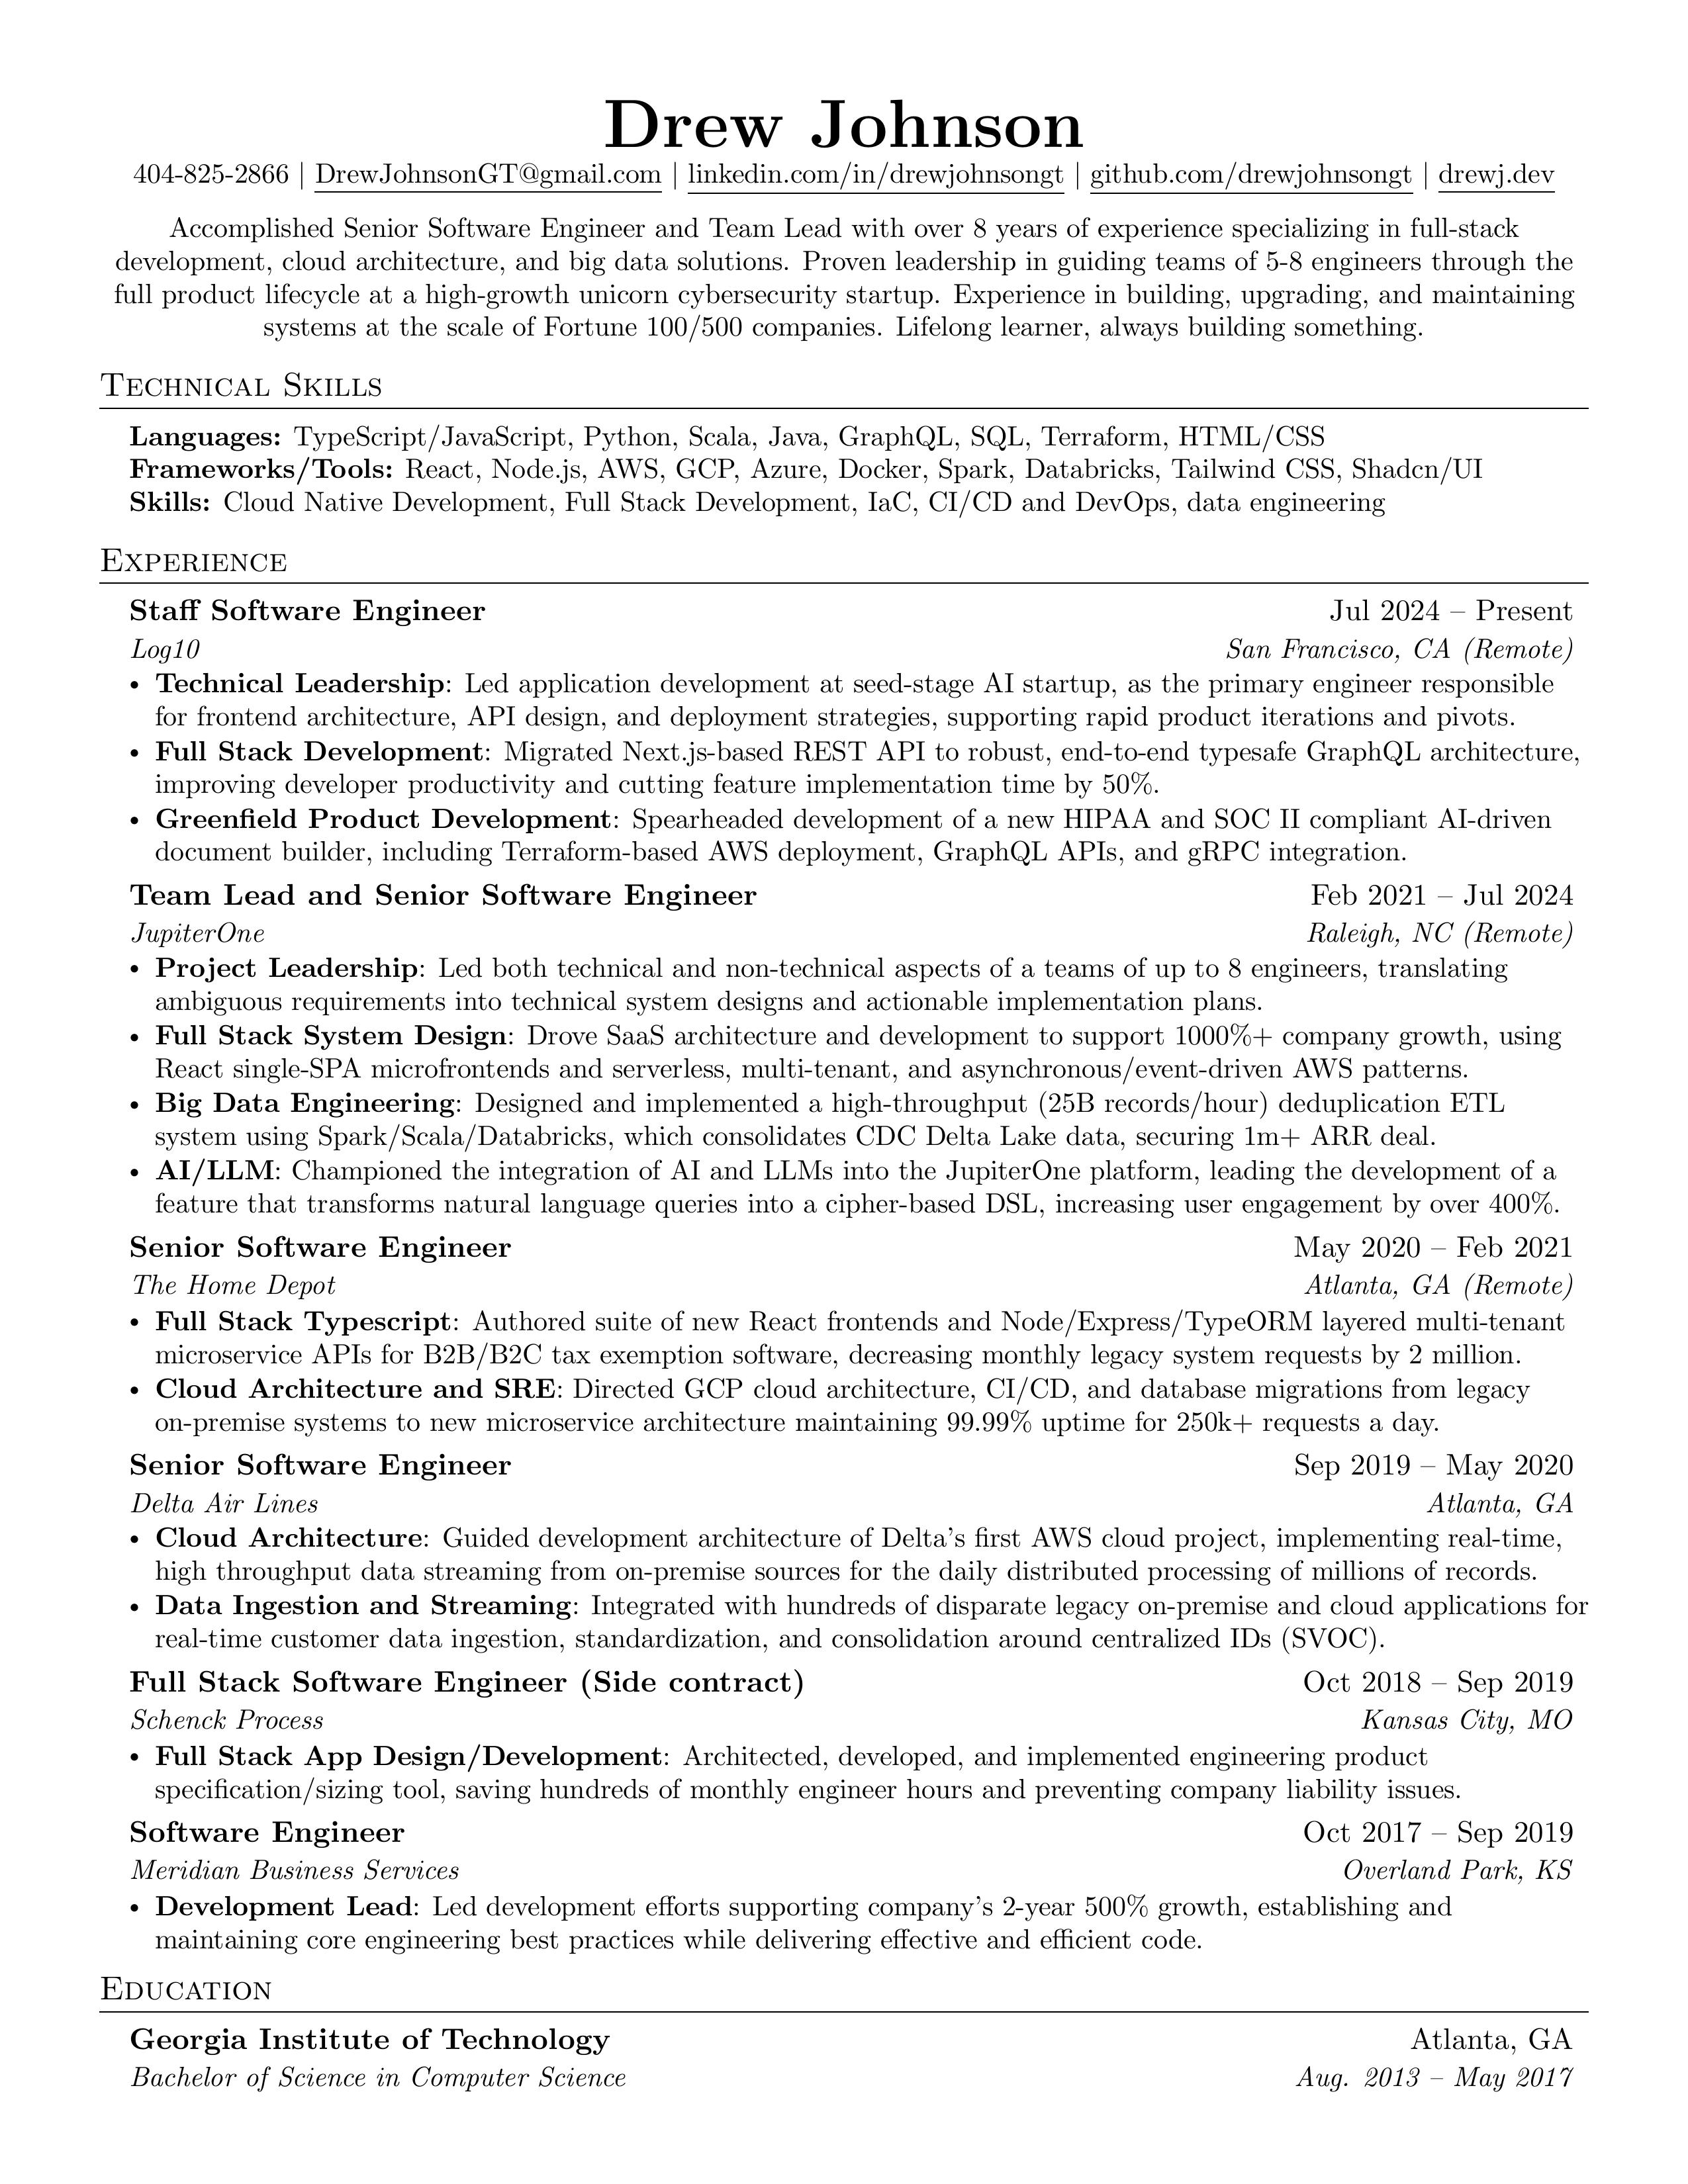 Drew Johnson
404-825-2866 | DrewJohnsonGT@gmail.com | linkedin.com/in/drewjohnsongt | github.com/drewjohnsongt | drewj.dev
Accomplished Senior Software Engineer and Team Lead with over 8 years of experience specializing in full-stack
development, cloud architecture, and big data solutions. Proven leadership in guiding teams of 5-8 engineers through the
full product lifecycle at a high-growth unicorn cybersecurity startup. Experience in building, upgrading, and maintaining
systems at the scale of Fortune 100/500 companies. Lifelong learner, always building something.
Technical Skills
Languages: TypeScript/JavaScript, Python, Scala, Java, GraphQL, SQL, Terraform, HTML/CSS
Frameworks/Tools: React, Node.js, AWS, GCP, Azure, Docker, Spark, Databricks, Tailwind CSS, Shadcn/UI
Skills: Cloud Native Development, Full Stack Development, IaC, CI/CD and DevOps, data engineering
Experience
Staff Software Engineer Jul 2024 – Present
Log10 San Francisco, CA (Remote)
• Technical Leadership: Led application development at seed-stage AI startup, as the primary engineer responsible
for frontend architecture, API design, and deployment strategies, supporting rapid product iterations and pivots.
• Full Stack Development: Migrated Next.js-based REST API to robust, end-to-end typesafe GraphQL architecture,
improving developer productivity and cutting feature implementation time by 50%.
• Greenfield Product Development: Spearheaded development of a new HIPAA and SOC II compliant AI-driven
document builder, including Terraform-based AWS deployment, GraphQL APIs, and gRPC integration.
Team Lead and Senior Software Engineer Feb 2021 – Jul 2024
JupiterOne Raleigh, NC (Remote)
• Project Leadership: Led both technical and non-technical aspects of a teams of up to 8 engineers, translating
ambiguous requirements into technical system designs and actionable implementation plans.
• Full Stack System Design: Drove SaaS architecture and development to support 1000%+ company growth, using
React single-SPA microfrontends and serverless, multi-tenant, and asynchronous/event-driven AWS patterns.
• Big Data Engineering: Designed and implemented a high-throughput (25B records/hour) deduplication ETL
system using Spark/Scala/Databricks, which consolidates CDC Delta Lake data, securing 1m+ ARR deal.
• AI/LLM: Championed the integration of AI and LLMs into the JupiterOne platform, leading the development of a
feature that transforms natural language queries into a cipher-based DSL, increasing user engagement by over 400%.
Senior Software Engineer May 2020 – Feb 2021
The Home Depot Atlanta, GA (Remote)
• Full Stack Typescript: Authored suite of new React frontends and Node/Express/TypeORM layered multi-tenant
microservice APIs for B2B/B2C tax exemption software, decreasing monthly legacy system requests by 2 million.
• Cloud Architecture and SRE: Directed GCP cloud architecture, CI/CD, and database migrations from legacy
on-premise systems to new microservice architecture maintaining 99.99% uptime for 250k+ requests a day.
Senior Software Engineer Sep 2019 – May 2020
Delta Air Lines Atlanta, GA
• Cloud Architecture: Guided development architecture of Delta's first AWS cloud project, implementing real-time,
high throughput data streaming from on-premise sources for the daily distributed processing of millions of records.
• Data Ingestion and Streaming: Integrated with hundreds of disparate legacy on-premise and cloud applications for
real-time customer data ingestion, standardization, and consolidation around centralized IDs (SVOC).
Full Stack Software Engineer (Side contract) Oct 2018 – Sep 2019
Schenck Process Kansas City, MO
• Full Stack App Design/Development: Architected, developed, and implemented engineering product
specification/sizing tool, saving hundreds of monthly engineer hours and preventing company liability issues.
Software Engineer Oct 2017 – Sep 2019
Meridian Business Services Overland Park, KS
• Development Lead: Led development efforts supporting company's 2-year 500% growth, establishing and
maintaining core engineering best practices while delivering effective and efficient code.
Education
Georgia Institute of Technology Atlanta, GA
Bachelor of Science in Computer Science Aug. 2013 – May 2017